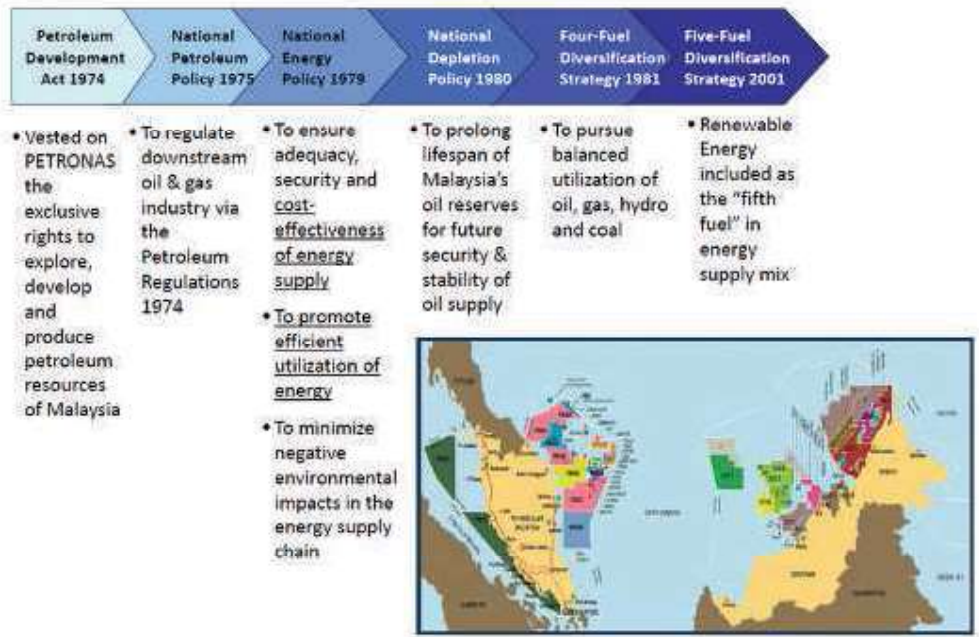 Petroleum
Development
Act 1974
National
Petroleum
Policy 1975
National
Energy
Policy 1979
National
Depletion
Policy 1980
Four-Fuel
Diversification
Strategy 1981
Five-Fuel
Diversification
Strategy 2001
• Vested on
PETRONAS
the
exclusive
rights to
explore,
develop
and
produce
petroleum
resources
of Malaysia
• To regulate
downstream
oil & gas
industry via
the
Petroleum
Regulations
1974
• To ensure
adequacy,
security and
cost-
effectiveness
of energy
supply
• To promote
efficient
utilization of
energy
• To minimize
negative
environmental
impacts in the
energy supply
chain
• To prolong
lifespan of
Malaysia's
oil reserves
for future
security &
stability of
oil supply
• To pursue
balanced
utilization of
oil, gas, hydro
and coal
• Renewable
Energy
included as
the "fifth
fuel" in
energy
supply mix